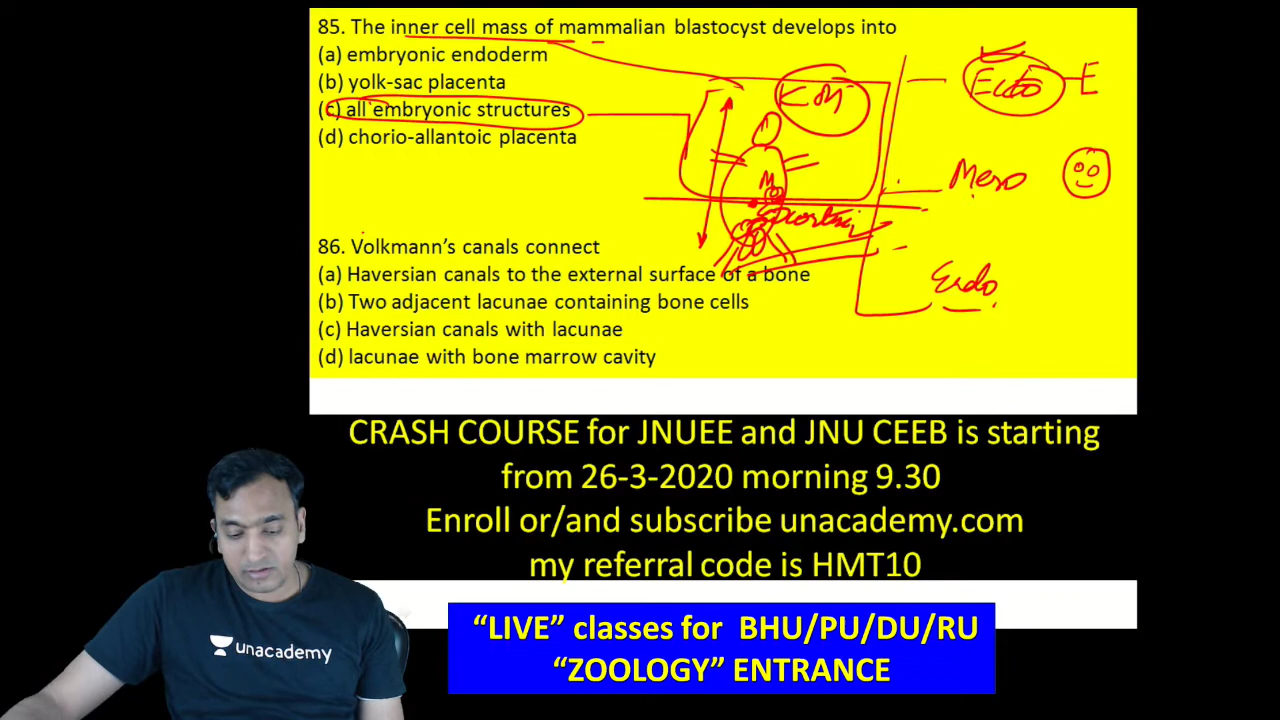 85. The inner cell mass of mammalian blastocyst develops into
(a) embryonic endoderm
(b) yolk-sac placenta
(c) all embryonic structures
(d) chorio-allantoic placenta
Ecto E
Meso
Endo
86. Volkmann’s canals connect
(a) Haversian canals to the external surface of a bone
(b) Two adjacent lacunae containing bone cells
(c) Haversian canals with lacunae
(d) lacunae with bone marrow cavity
CRASH COURSE for JNUEE and JNU CEEB is starting
from 26-3-2020 morning 9.30
Enroll or/and subscribe unacademy.com
my referral code is HMT10
unacademy
“LIVE” classes for BHU/PU/DU/RU
“ZOOLOGY” ENTRANCE